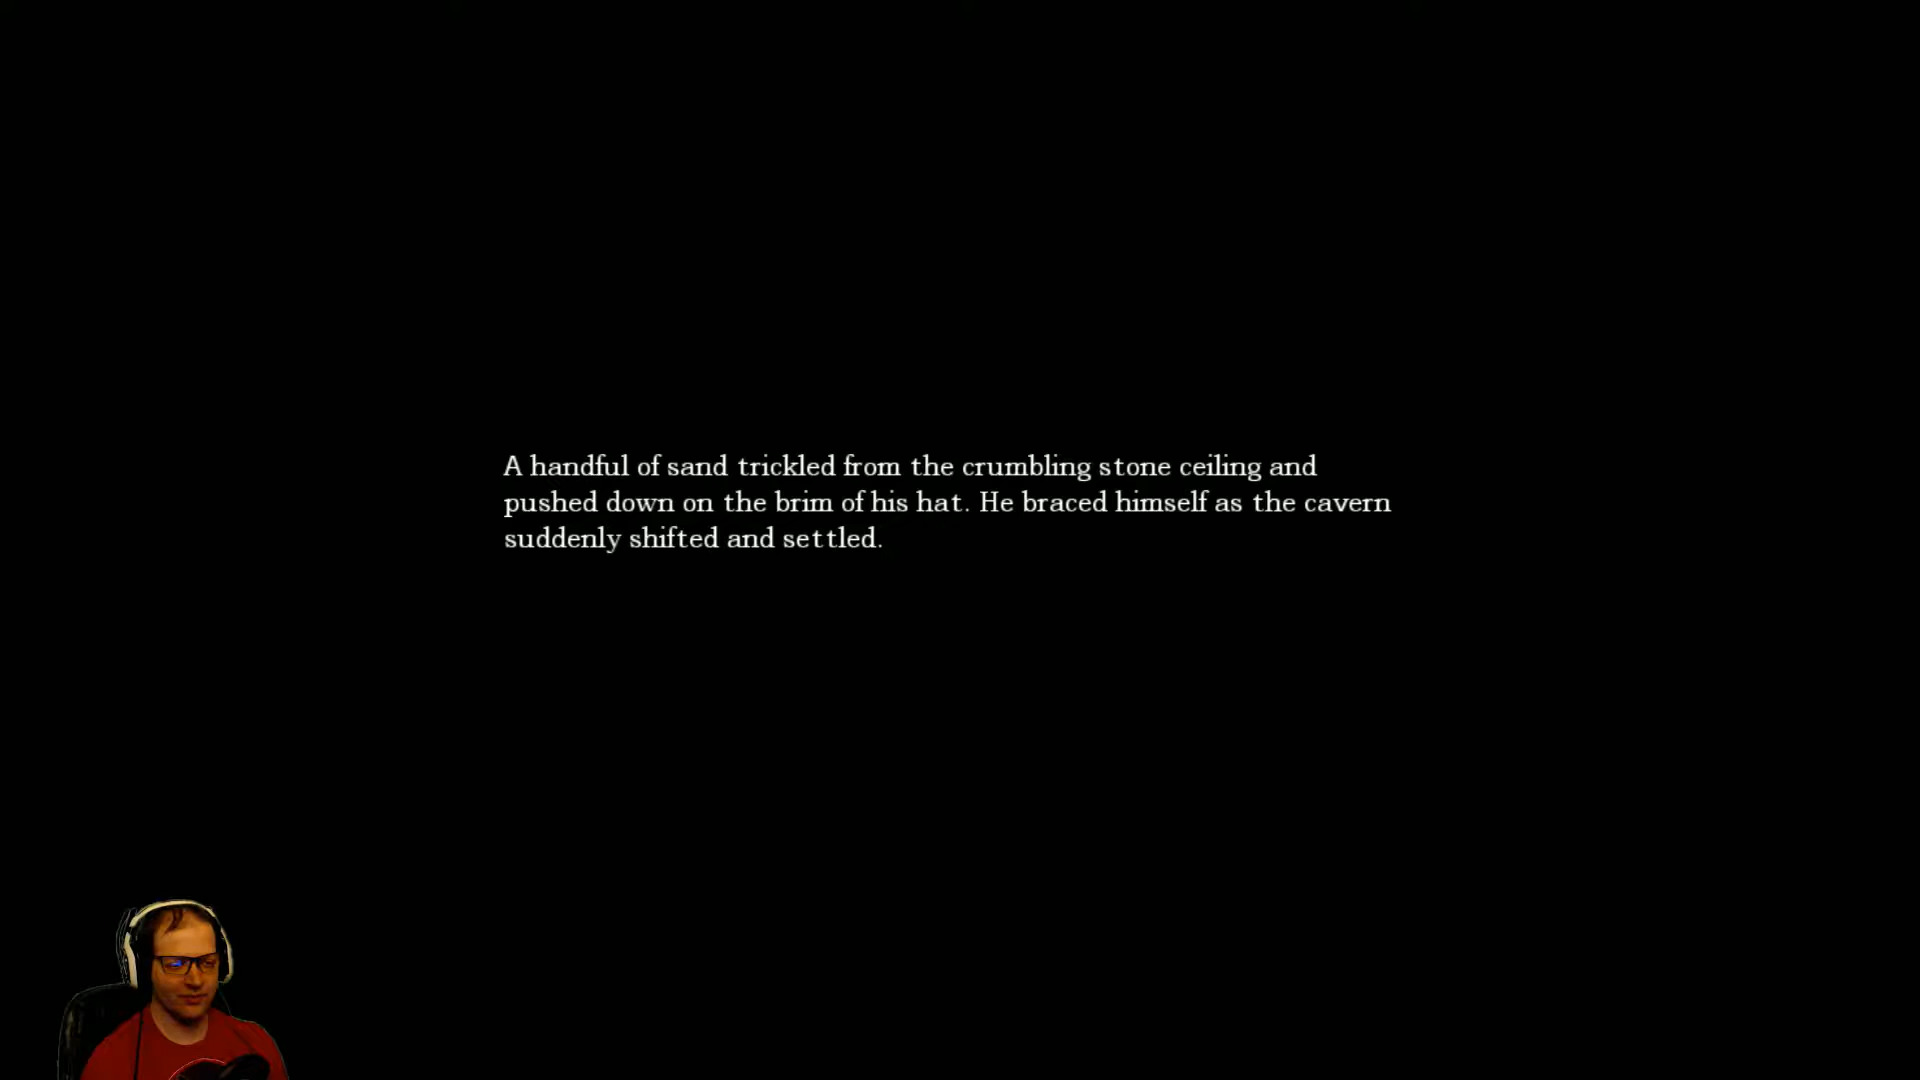 A handful of sand trickled from the crumbling stone ceiling and
pushed down on the brim of his hat. He braced himself as the cavern
suddenly shifted and settled.